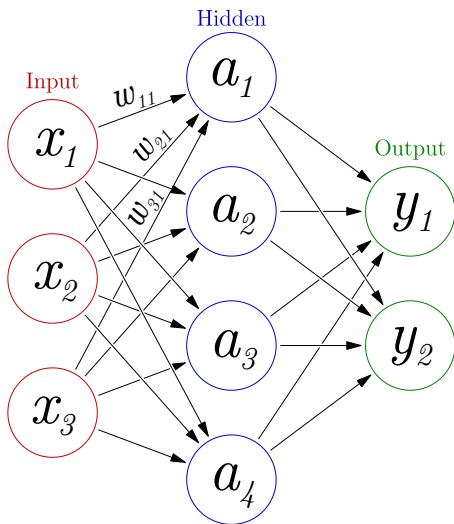 Hidden
Input
Output
x1
x2
x3
w11
w21
w31
a1
a2
a3
a4
y1
y2